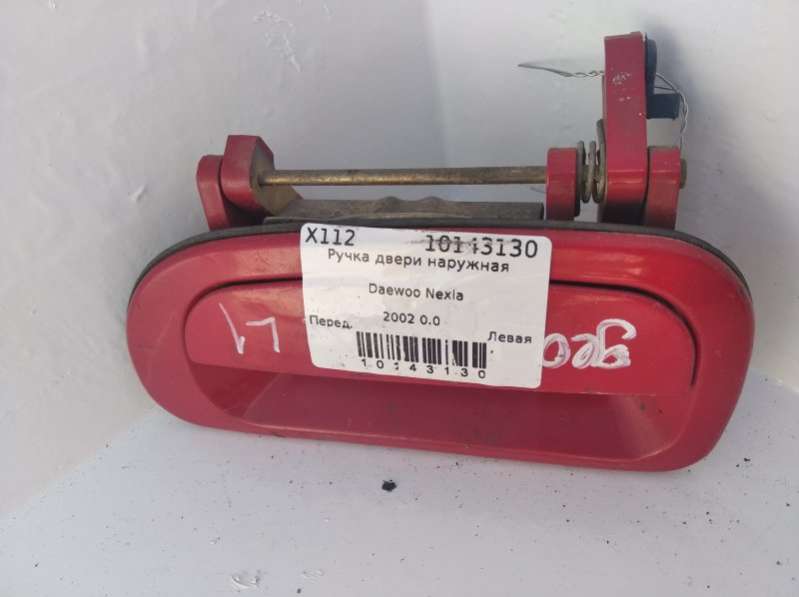 X112 10143130
Ручка двери наружная
Daewoo Nexia
Перед. 2002 0.0 Левая
10143130